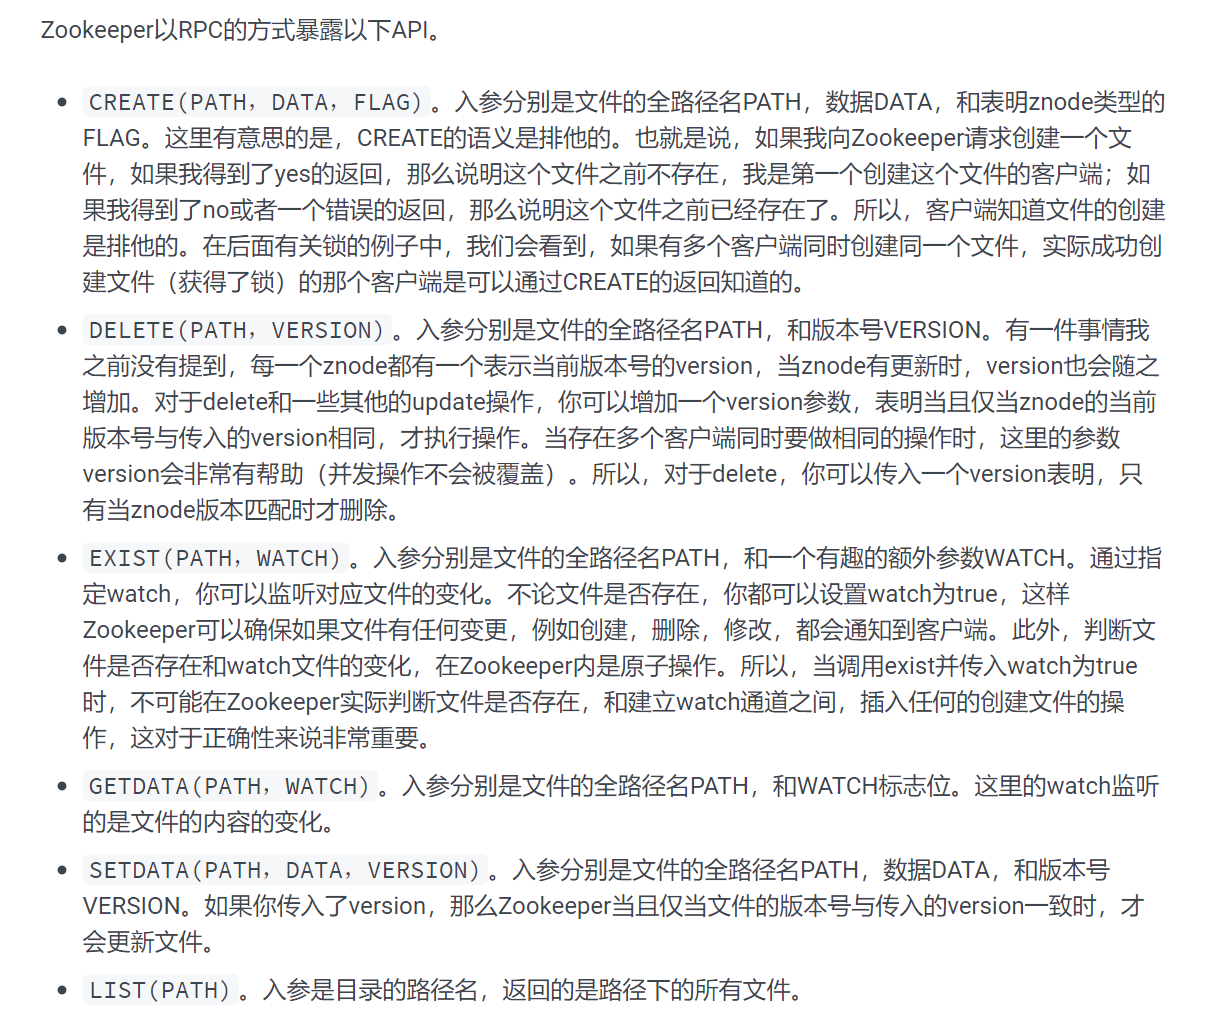 Zookeeper以RPC的方式暴露以下API。
CREATE(PATH，DATA，FLAG)。入参分别是文件的全路径名PATH，数据DATA，和表明znode类型的
FLAG。这里有意思的是，CREATE的语义是排他的。也就是说，如果我向Zookeeper请求创建一个文
件，如果我得到了yes的返回，那么说明这个文件之前不存在，我是第一个创建这个文件的客户端；如
果我得到了no或者一个错误的返回，那么说明这个文件之前已经存在了。所以，客户端知道文件的创建
是排他的。在后面有关锁的例子中，我们会看到，如果有多个客户端同时创建同一个文件，实际成功创
建文件（获得了锁）的那个客户端是可以通过CREATE的返回知道的。
DELETE(PATH，VERSION)。入参分别是文件的全路径名PATH，和版本号VERSION。有一件事情我
之前没有提到，每一个znode都有一个表示当前版本号的version，当znode有更新时，version也会随之
增加。对于delete和一些其他的update操作，你可以增加一个version参数，表明当且仅当znode的当前
版本号与传入的version相同，才执行操作。当存在多个客户端同时要做相同的操作时，这里的参数
version会非常有帮助（并发操作不会被覆盖）。所以，对于delete，你可以传入一个version表明，只
有当znode版本匹配时才删除。
EXIST(PATH，WATCH)。入参分别是文件的全路径名PATH，和一个有趣的额外参数WATCH。通过指
定watch，你可以监听对应文件的变化。不论文件是否存在，你都可以设置watch为true，这样
Zookeeper可以确保如果文件有任何变更，例如创建，删除，修改，都会通知到客户端。此外，判断文
件是否存在和watch文件的变化，在Zookeeper内是原子操作。所以，当调用exist并传入watch为true
时，不可能在Zookeeper实际判断文件是否存在，和建立watch通道之间，插入任何的创建文件的操
作，这对于正确性来说非常重要。
GETDATA(PATH，WATCH)。入参分别是文件的全路径名PATH，和WATCH标志位。这里的watch监听
的是文件的内容的变化。
SETDATA(PATH，DATA，VERSION)。入参分别是文件的全路径名PATH，数据DATA，和版本号
VERSION。如果你传入了version，那么Zookeeper当且仅当文件的版本号与传入的version一致时，才
会更新文件。
LIST(PATH)。入参是目录的路径名，返回的是路径下的所有文件。